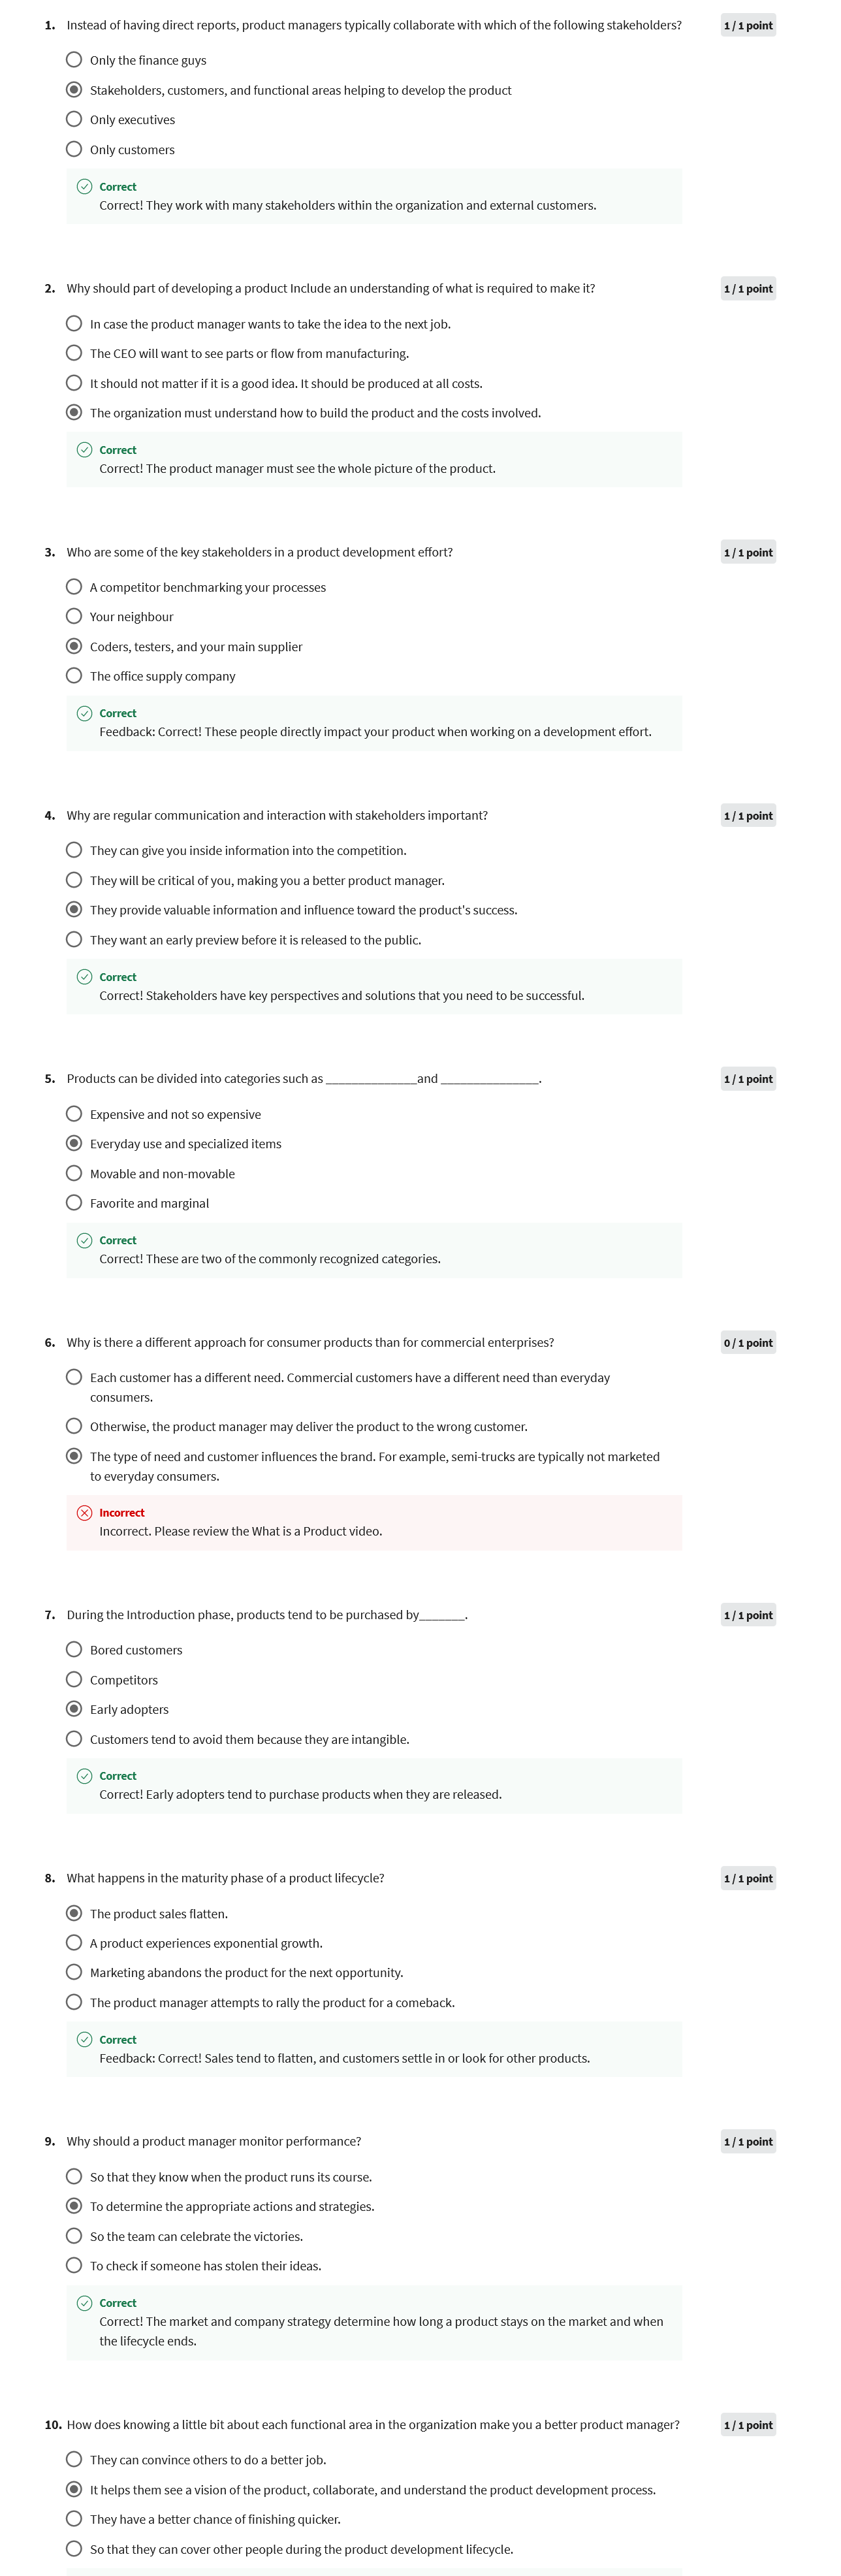 1. Instead of having direct reports, product managers typically collaborate with which of the following stakeholders? 1 / 1 point
Only the finance guys
Stakeholders, customers, and functional areas helping to develop the product
Only executives
Only customers
Correct
Correct! They work with many stakeholders within the organization and external customers.
2. Why should part of developing a product Include an understanding of what is required to make it? 1 / 1 point
In case the product manager wants to take the idea to the next job.
The CEO will want to see parts or flow from manufacturing.
It should not matter if it is a good idea. It should be produced at all costs.
The organization must understand how to build the product and the costs involved.
Correct
Correct! The product manager must see the whole picture of the product.
3. Who are some of the key stakeholders in a product development effort? 1 / 1 point
A competitor benchmarking your processes
Your neighbour
Coders, testers, and your main supplier
The office supply company
Correct
Feedback: Correct! These people directly impact your product when working on a development effort.
4. Why are regular communication and interaction with stakeholders important? 1 / 1 point
They can give you inside information into the competition.
They will be critical of you, making you a better product manager.
They provide valuable information and influence toward the product's success.
They want an early preview before it is released to the public.
Correct
Correct! Stakeholders have key perspectives and solutions that you need to be successful.
5. Products can be divided into categories such as ______________and _______________. 1 / 1 point
Expensive and not so expensive
Everyday use and specialized items
Movable and non-movable
Favorite and marginal
Correct
Correct! These are two of the commonly recognized categories.
6. Why is there a different approach for consumer products than for commercial enterprises? 0 / 1 point
Each customer has a different need. Commercial customers have a different need than everyday
consumers.
Otherwise, the product manager may deliver the product to the wrong customer.
The type of need and customer influences the brand. For example, semi-trucks are typically not marketed
to everyday consumers.
Incorrect
Incorrect. Please review the What is a Product video.
7. During the Introduction phase, products tend to be purchased by_______. 1 / 1 point
Bored customers
Competitors
Early adopters
Customers tend to avoid them because they are intangible.
Correct
Correct! Early adopters tend to purchase products when they are released.
8. What happens in the maturity phase of a product lifecycle? 1 / 1 point
The product sales flatten.
A product experiences exponential growth.
Marketing abandons the product for the next opportunity.
The product manager attempts to rally the product for a comeback.
Correct
Feedback: Correct! Sales tend to flatten, and customers settle in or look for other products.
9. Why should a product manager monitor performance? 1 / 1 point
So that they know when the product runs its course.
To determine the appropriate actions and strategies.
So the team can celebrate the victories.
To check if someone has stolen their ideas.
Correct
Correct! The market and company strategy determine how long a product stays on the market and when
the lifecycle ends.
10. How does knowing a little bit about each functional area in the organization make you a better product manager? 1 / 1 point
They can convince others to do a better job.
It helps them see a vision of the product, collaborate, and understand the product development process.
They have a better chance of finishing quicker.
So that they can cover other people during the product development lifecycle.